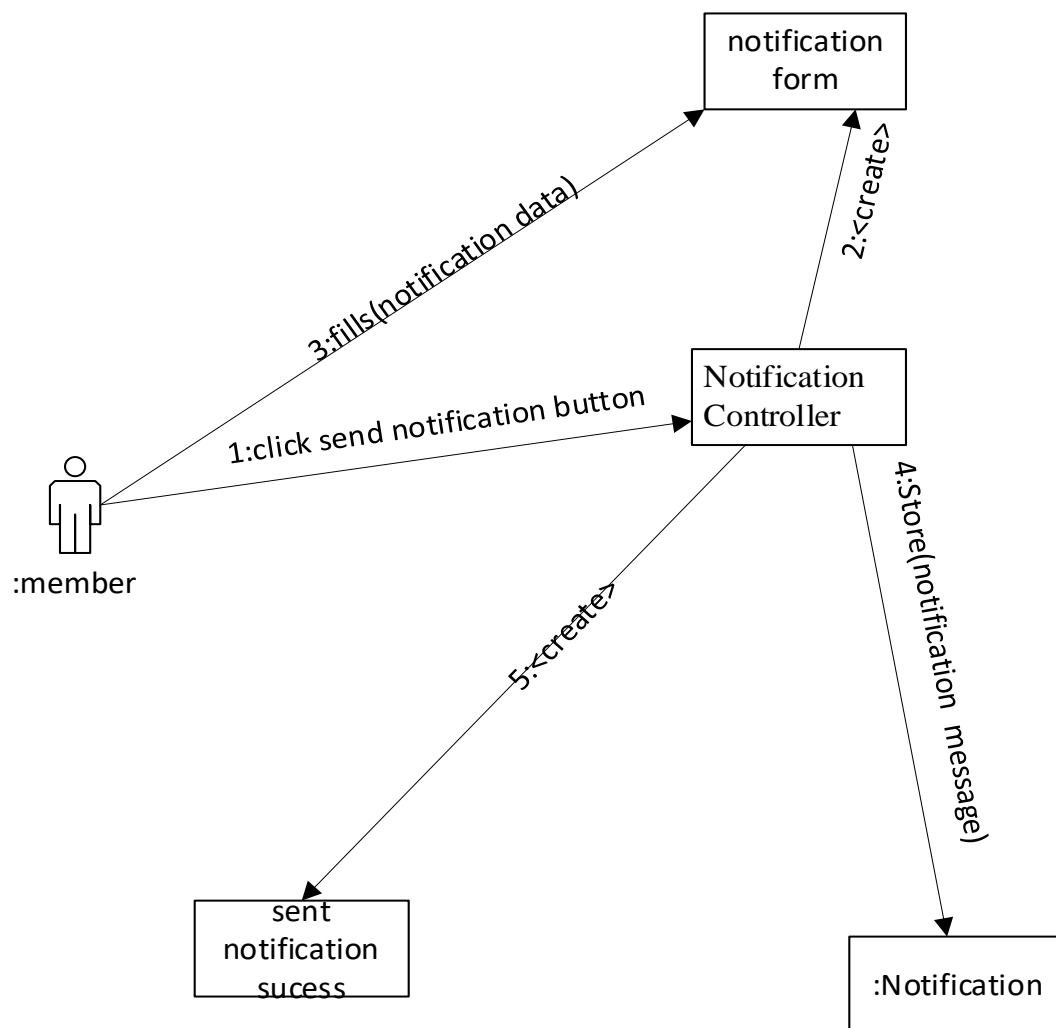 notification
form
2:<create>
3:fills(notification data)
Notification
Controller
1:click send notification button
4:Store(notification message)
:member
5:<create>
sent
notification
sucess
:Notification